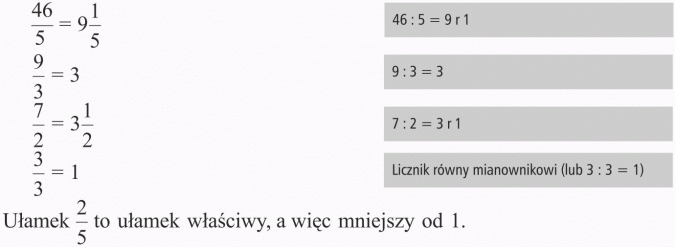 46/5 = 9 1/5    46 : 5 = 9 r 1
9/3 = 3    9 : 3 = 3
7/2 = 3 1/2    7 : 2 = 3 r 1
3/3 = 1    Licznik równy mianownikowi (lub 3 : 3 = 1)
Ułamek 2/5 to ułamek właściwy, a więc mniejszy od 1.